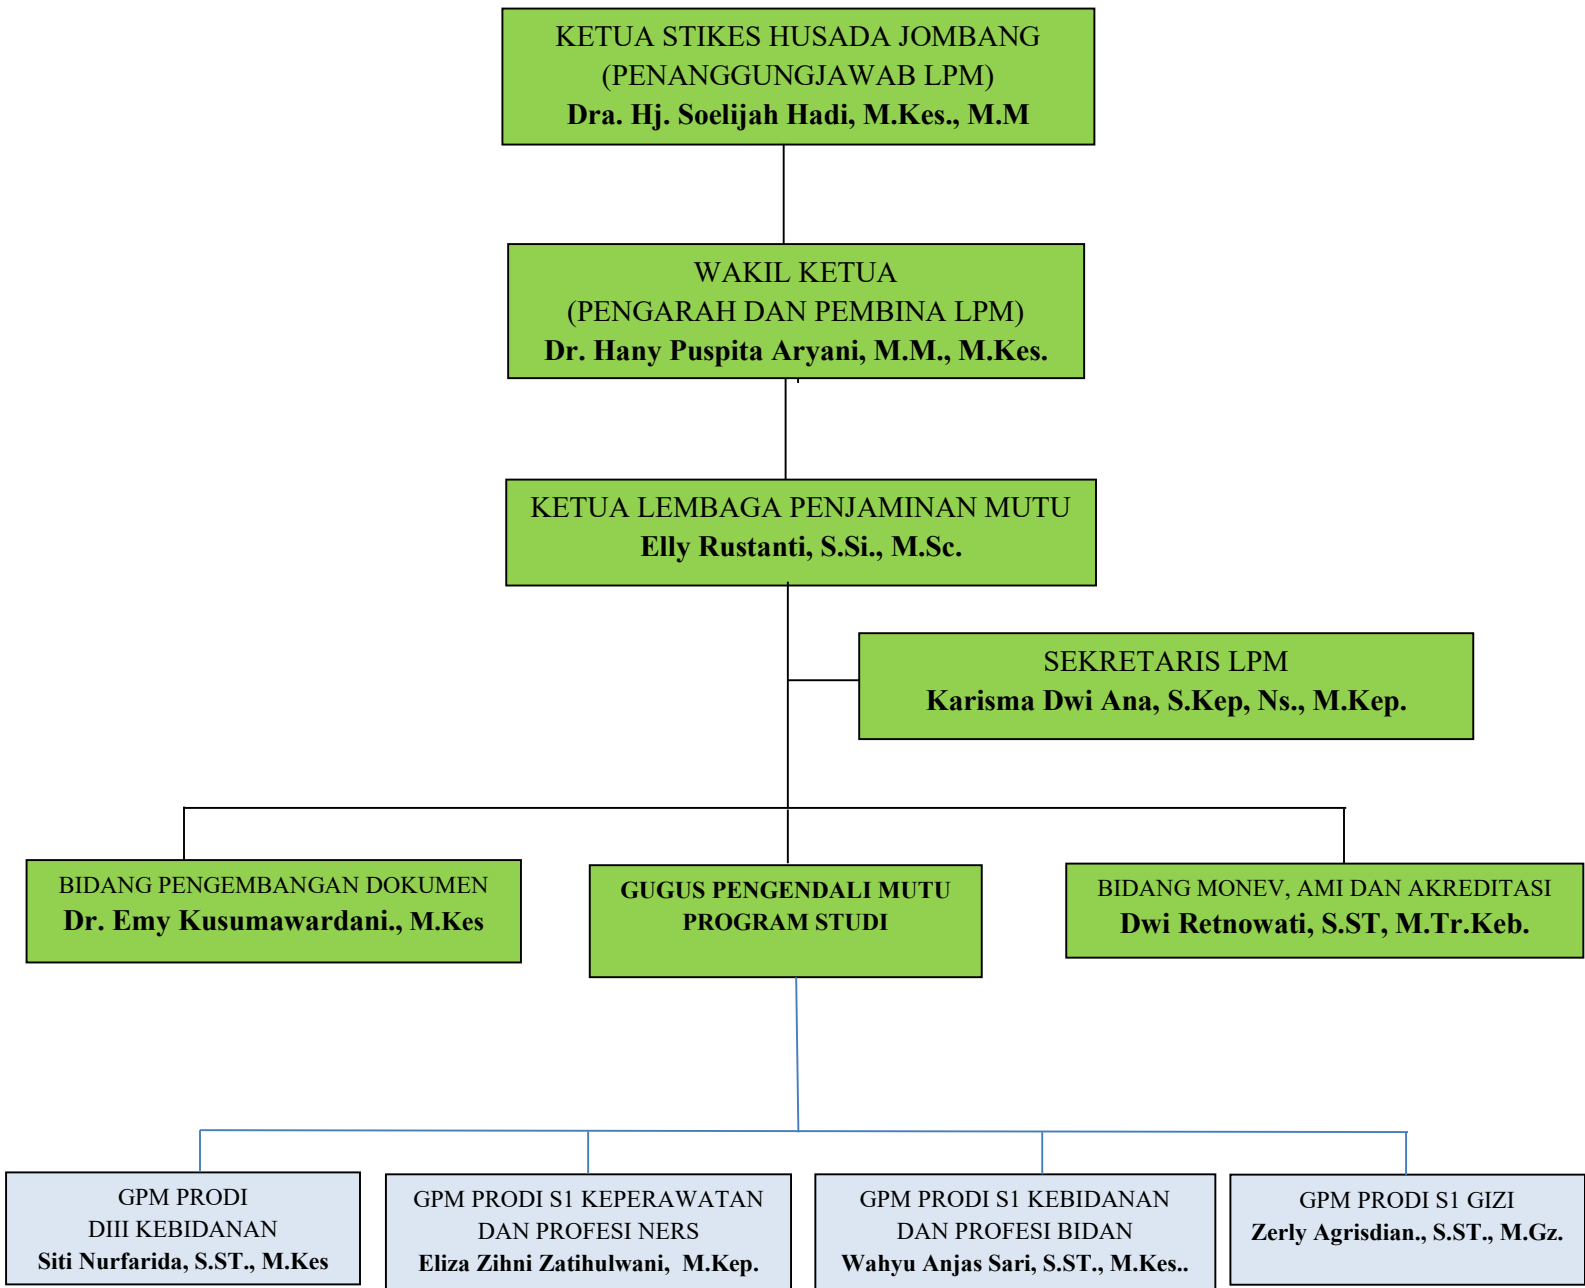 KETUA STIKES HUSADA JOMBANG
(PENANGGUNGJAWAB LPM)
Dra. Hj. Soelijah Hadi, M.Kes., M.M
WAKIL KETUA
(PENGARAH DAN PEMBINA LPM)
Dr. Hany Puspita Aryani, M.M., M.Kes.
KETUA LEMBAGA PENJAMINAN MUTU
Elly Rustanti, S.Si., M.Sc.
SEKRETARIS LPM
Karisma Dwi Ana, S.Kep, Ns., M.Kep.
BIDANG PENGEMBANGAN DOKUMEN
Dr. Emy Kusumawardani., M.Kes
GUGUS PENGENDALI MUTU
PROGRAM STUDI
BIDANG MONEV, AMI DAN AKREDITASI
Dwi Retnowati, S.ST, M.Tr.Keb.
GPM PRODI
DIII KEBIDANAN
Siti Nurfarida, S.ST., M.Kes
GPM PRODI S1 KEPERAWATAN
DAN PROFESI NERS
Eliza Zihni Zatihulwani, M.Kep.
GPM PRODI S1 KEBIDANAN
DAN PROFESI BIDAN
Wahyu Anjas Sari, S.ST., M.Kes..
GPM PRODI S1 GIZI
Zerly Agrisdian., S.ST., M.Gz.